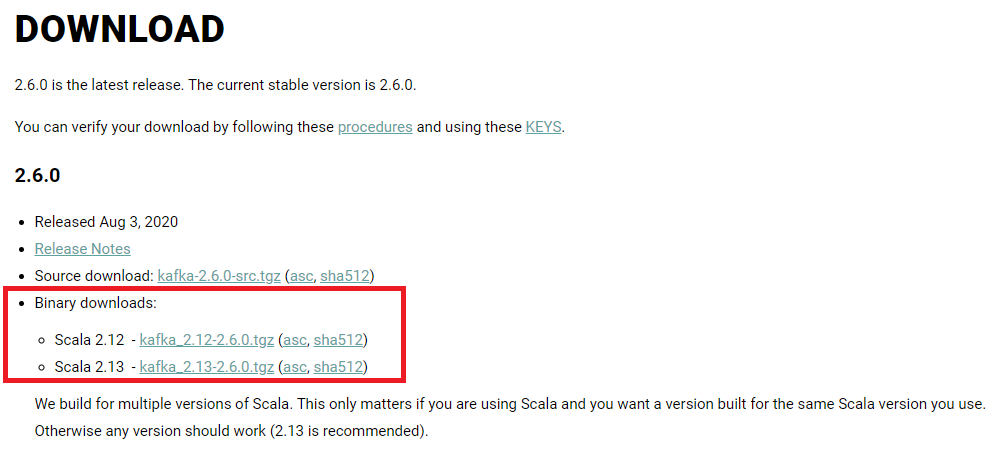 DOWNLOAD
2.6.0 is the latest release. The current stable version is 2.6.0.
You can verify your download by following these procedures and using these KEYS.
2.6.0
Released Aug 3, 2020
Release Notes
Source download: kafka-2.6.0-src.tgz (asc, sha512)
Binary downloads:
Scala 2.12 - kafka_2.12-2.6.0.tgz (asc, sha512)
Scala 2.13 - kafka_2.13-2.6.0.tgz (asc, sha512)
We build for multiple versions of Scala. This only matters if you are using Scala and you want a version built for the same Scala version you use.
Otherwise any version should work (2.13 is recommended).